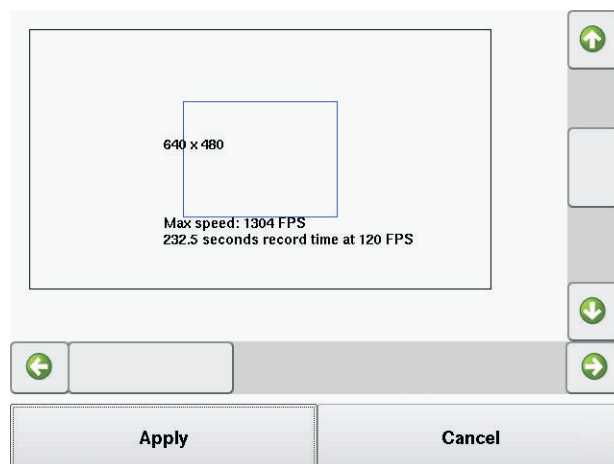 640 x 480
Max speed: 1304 FPS
232.5 seconds record time at 120 FPS
Apply
Cancel